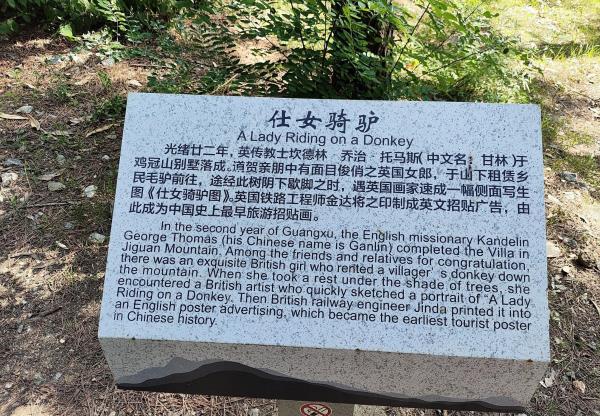 仕女骑驴
A Lady Riding on a Donkey
光绪廿二年，英传教士坎德林·乔治·托马斯(中文名：甘林)于
鸡冠山别墅落成。道贺亲朋中有面目俊俏之英国女郎，于山下租赁乡
民毛驴前往，途经此树阴下歇脚之时，遇英国画家速成一幅侧面写生
图《仕女骑驴图》。英国铁路工程师金达将之印制成英文招贴广告，由
此成为中国史上最早旅游招贴画。
In the second year of Guangxu, the English missionary Kandelin
George Thomas (his Chinese name is Ganlin) completed the Villa in
Jiguan Mountain. Among the friends and relatives for congratulation,
there was an exquisite British girl who rented a villager's donkey down
the mountain. When she took a rest under the shade of trees, she
encountered a British artist who quickly sketched a portrait of "A Lady
Riding on a Donkey. Then British railway engineer Jinda printed it into
an English poster advertising, which became the earliest tourist poster
in Chinese history.